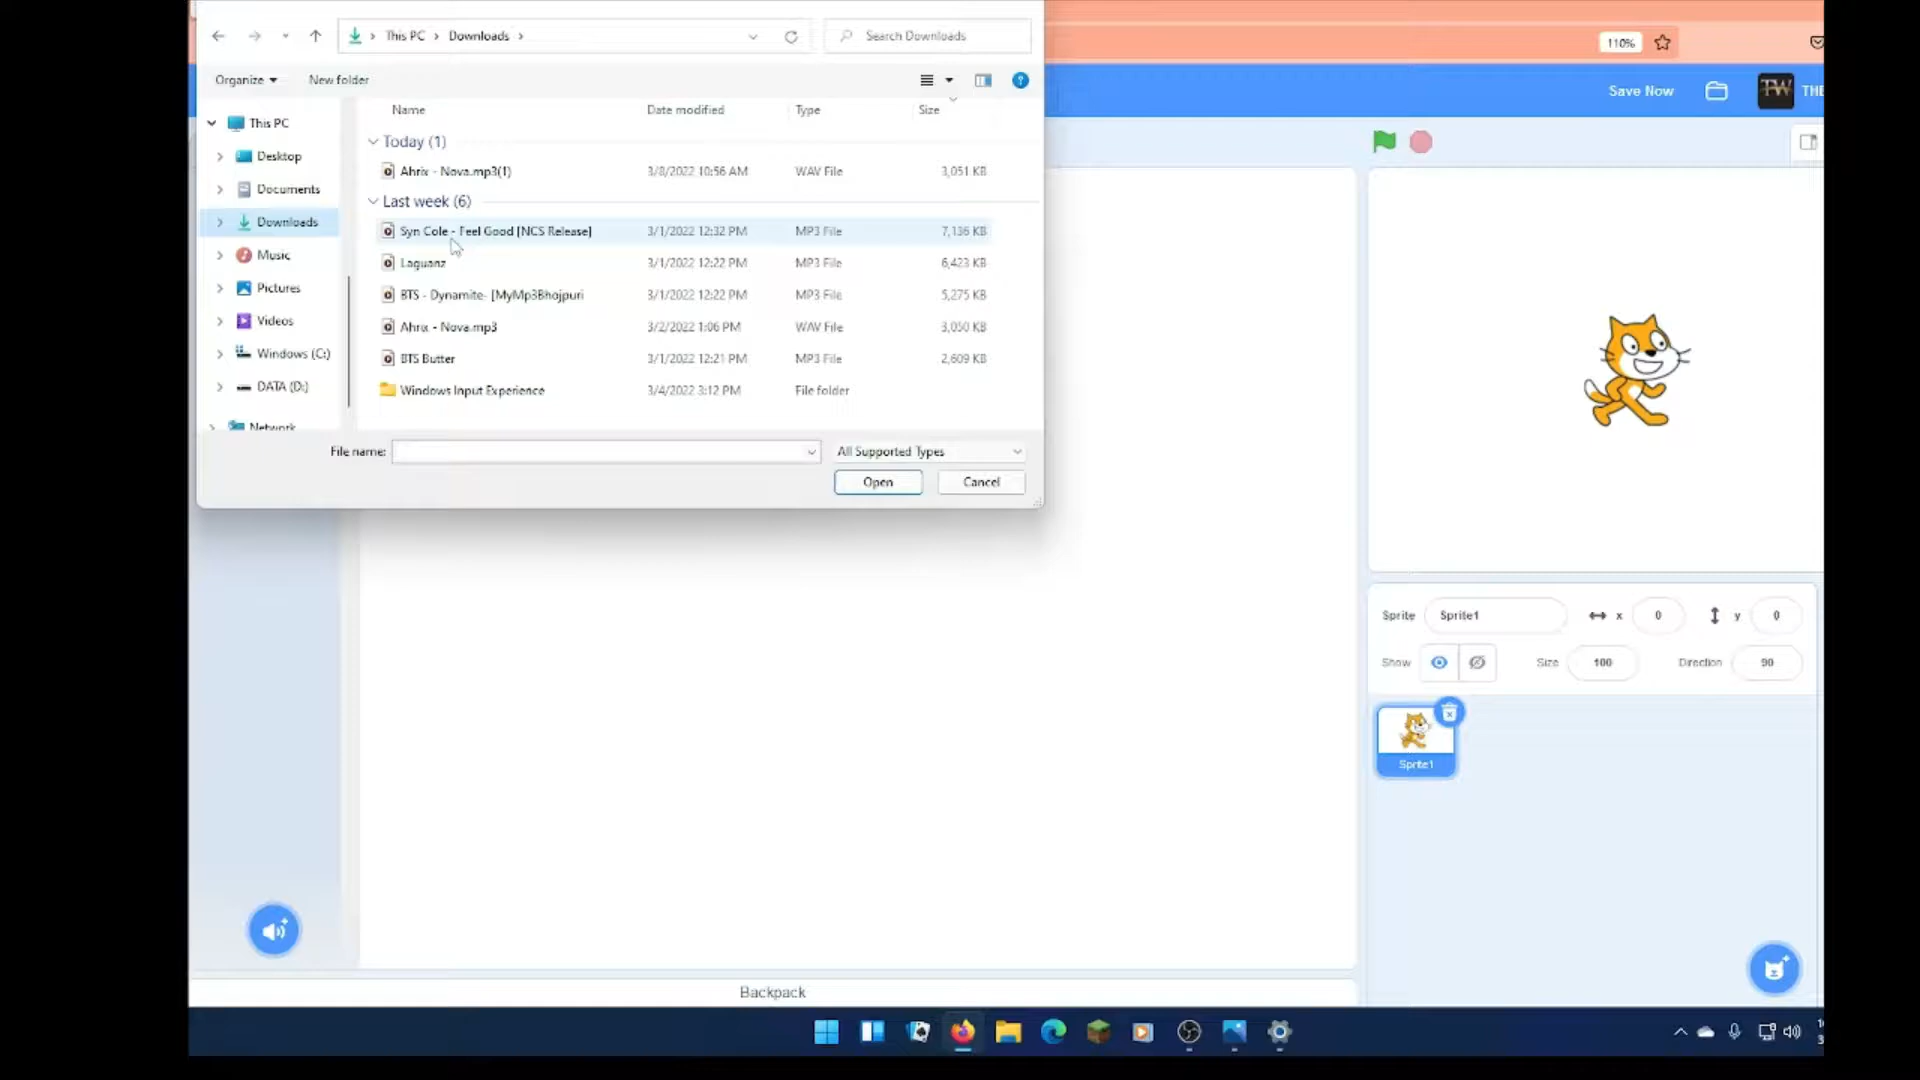 This PC > Downloads >
Search Downloads
110%
Organize
New folder
?
Save Now
TW
THE
Name
Date modified
Type
Size
This PC
Desktop
Documents
Downloads
Music
Pictures
Videos
Windows (C:)
DATA (D:)
Network
Today (1)
Ahrix - Nova.mp3(1) 3/8/2022 10:56 AM WAV File 3,051 KB
Last week (6)
Syn Cole - Feel Good [NCS Release] 3/1/2022 12:32 PM MP3 File 7,136 KB
Laguanz 3/1/2022 12:22 PM MP3 File 6,423 KB
BTS - Dynamite- [MyMp3Bhojpuri 3/1/2022 12:22 PM MP3 File 5,275 KB
Ahrix - Nova.mp3 3/2/2022 1:06 PM WAV File 3,050 KB
BTS Butter 3/1/2022 12:21 PM MP3 File 2,609 KB
Windows Input Experience 3/4/2022 3:12 PM File folder
File name:
All Supported Types
Open
Cancel
Sprite Sprite1 x 0 y 0
Show Size 100 Direction 90
Sprite1
Backpack